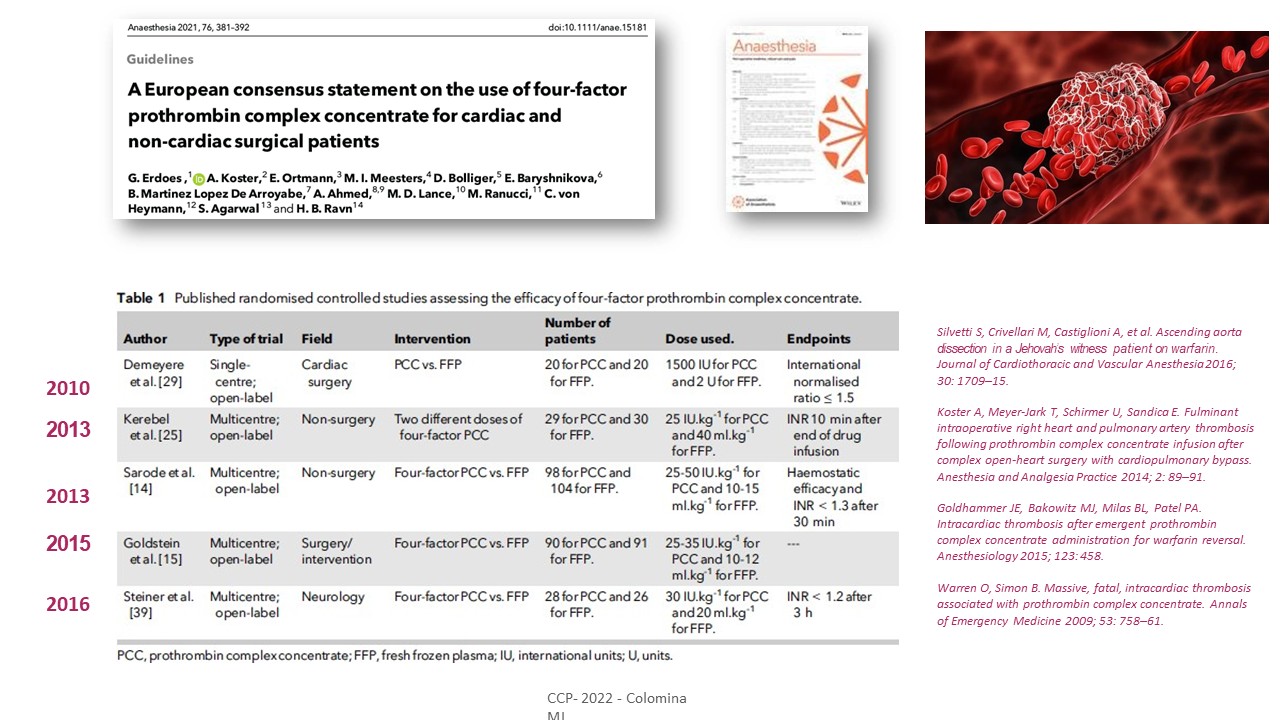 Anaesthesia 2021, 76, 381–392 doi:10.1111/anae.15181
Guidelines
A European consensus statement on the use of four-factor
prothrombin complex concentrate for cardiac and
non-cardiac surgical patients
G. Erdoes,1 iD A. Koster,2 E. Ortmann,3 M. I. Meesters,4 D. Bolliger,5 E. Baryshnikova,6
B. Martinez Lopez De Arroyabe,7 A. Ahmed,8,9 M. D. Lance,10 M. Ranucci,11 C. von
Heymann,12 S. Agarwal13 and H. B. Ravn14
Anaesthesia
WILEY
Table 1 Published randomised controlled studies assessing the efficacy of four-factor prothrombin complex concentrate.
Number of
Author Type of trial Field Intervention patients Dose used. Endpoints
2010
Demeyere Single- Cardiac PCC vs. FFP 20 for PCC and 20 1500 IU for PCC International
et al. [29] centre; surgery for FFP. and 2 U for FFP. normalised
open-label ratio ≤ 1.5
2013
Kerebel Multicentre; Non-surgery Two different doses of 29 for PCC and 30 25 IU.kg-1 for PCC INR 10 min after
et al. [25] open-label four-factor PCC for FFP. and 40 ml.kg-1 end of drug
for FFP. infusion
2013
Sarode et al. Multicentre; Non-surgery Four-factor PCC vs. FFP 98 for PCC and 25-50 IU.kg-1 for Haemostatic
[14] open-label 104 for FFP. PCC and 10-15 efficacy and
ml.kg-1 for FFP. INR < 1.3 after
30 min
2015
Goldstein Multicentre; Surgery/ Four-factor PCC vs. FFP 90 for PCC and 91 25-35 IU.kg-1 for ---
et al. [15] open-label intervention for FFP. PCC and 10-12
ml.kg-1 for FFP.
2016
Steiner et al. Multicentre; Neurology Four-factor PCC vs. FFP 28 for PCC and 26 30 IU.kg-1 for PCC INR < 1.2 after
[39] open-label for FFP. and 20 ml.kg-1 3 h
for FFP.
PCC, prothrombin complex concentrate; FFP, fresh frozen plasma; IU, international units; U, units.
Silvetti S, Crivellari M, Castiglioni A, et al. Ascending aorta
dissection in a Jehovah's witness patient on warfarin.
Journal of Cardiothoracic and Vascular Anesthesia 2016;
30: 1709–15.
Koster A, Meyer-Jark T, Schirmer U, Sandica E. Fulminant
intraoperative right heart and pulmonary artery thrombosis
following prothrombin complex concentrate infusion after
complex open-heart surgery with cardiopulmonary bypass.
Anesthesia and Analgesia Practice 2014; 2: 89–91.
Goldhammer JE, Bakowitz MJ, Milas BL, Patel PA.
Intracardiac thrombosis after emergent prothrombin
complex concentrate administration for warfarin reversal.
Anesthesiology 2015; 123: 458.
Warren O, Simon B. Massive, fatal, intracardiac thrombosis
associated with prothrombin complex concentrate. Annals
of Emergency Medicine 2009; 53: 758–61.
CCP- 2022 - Colomina
MJ